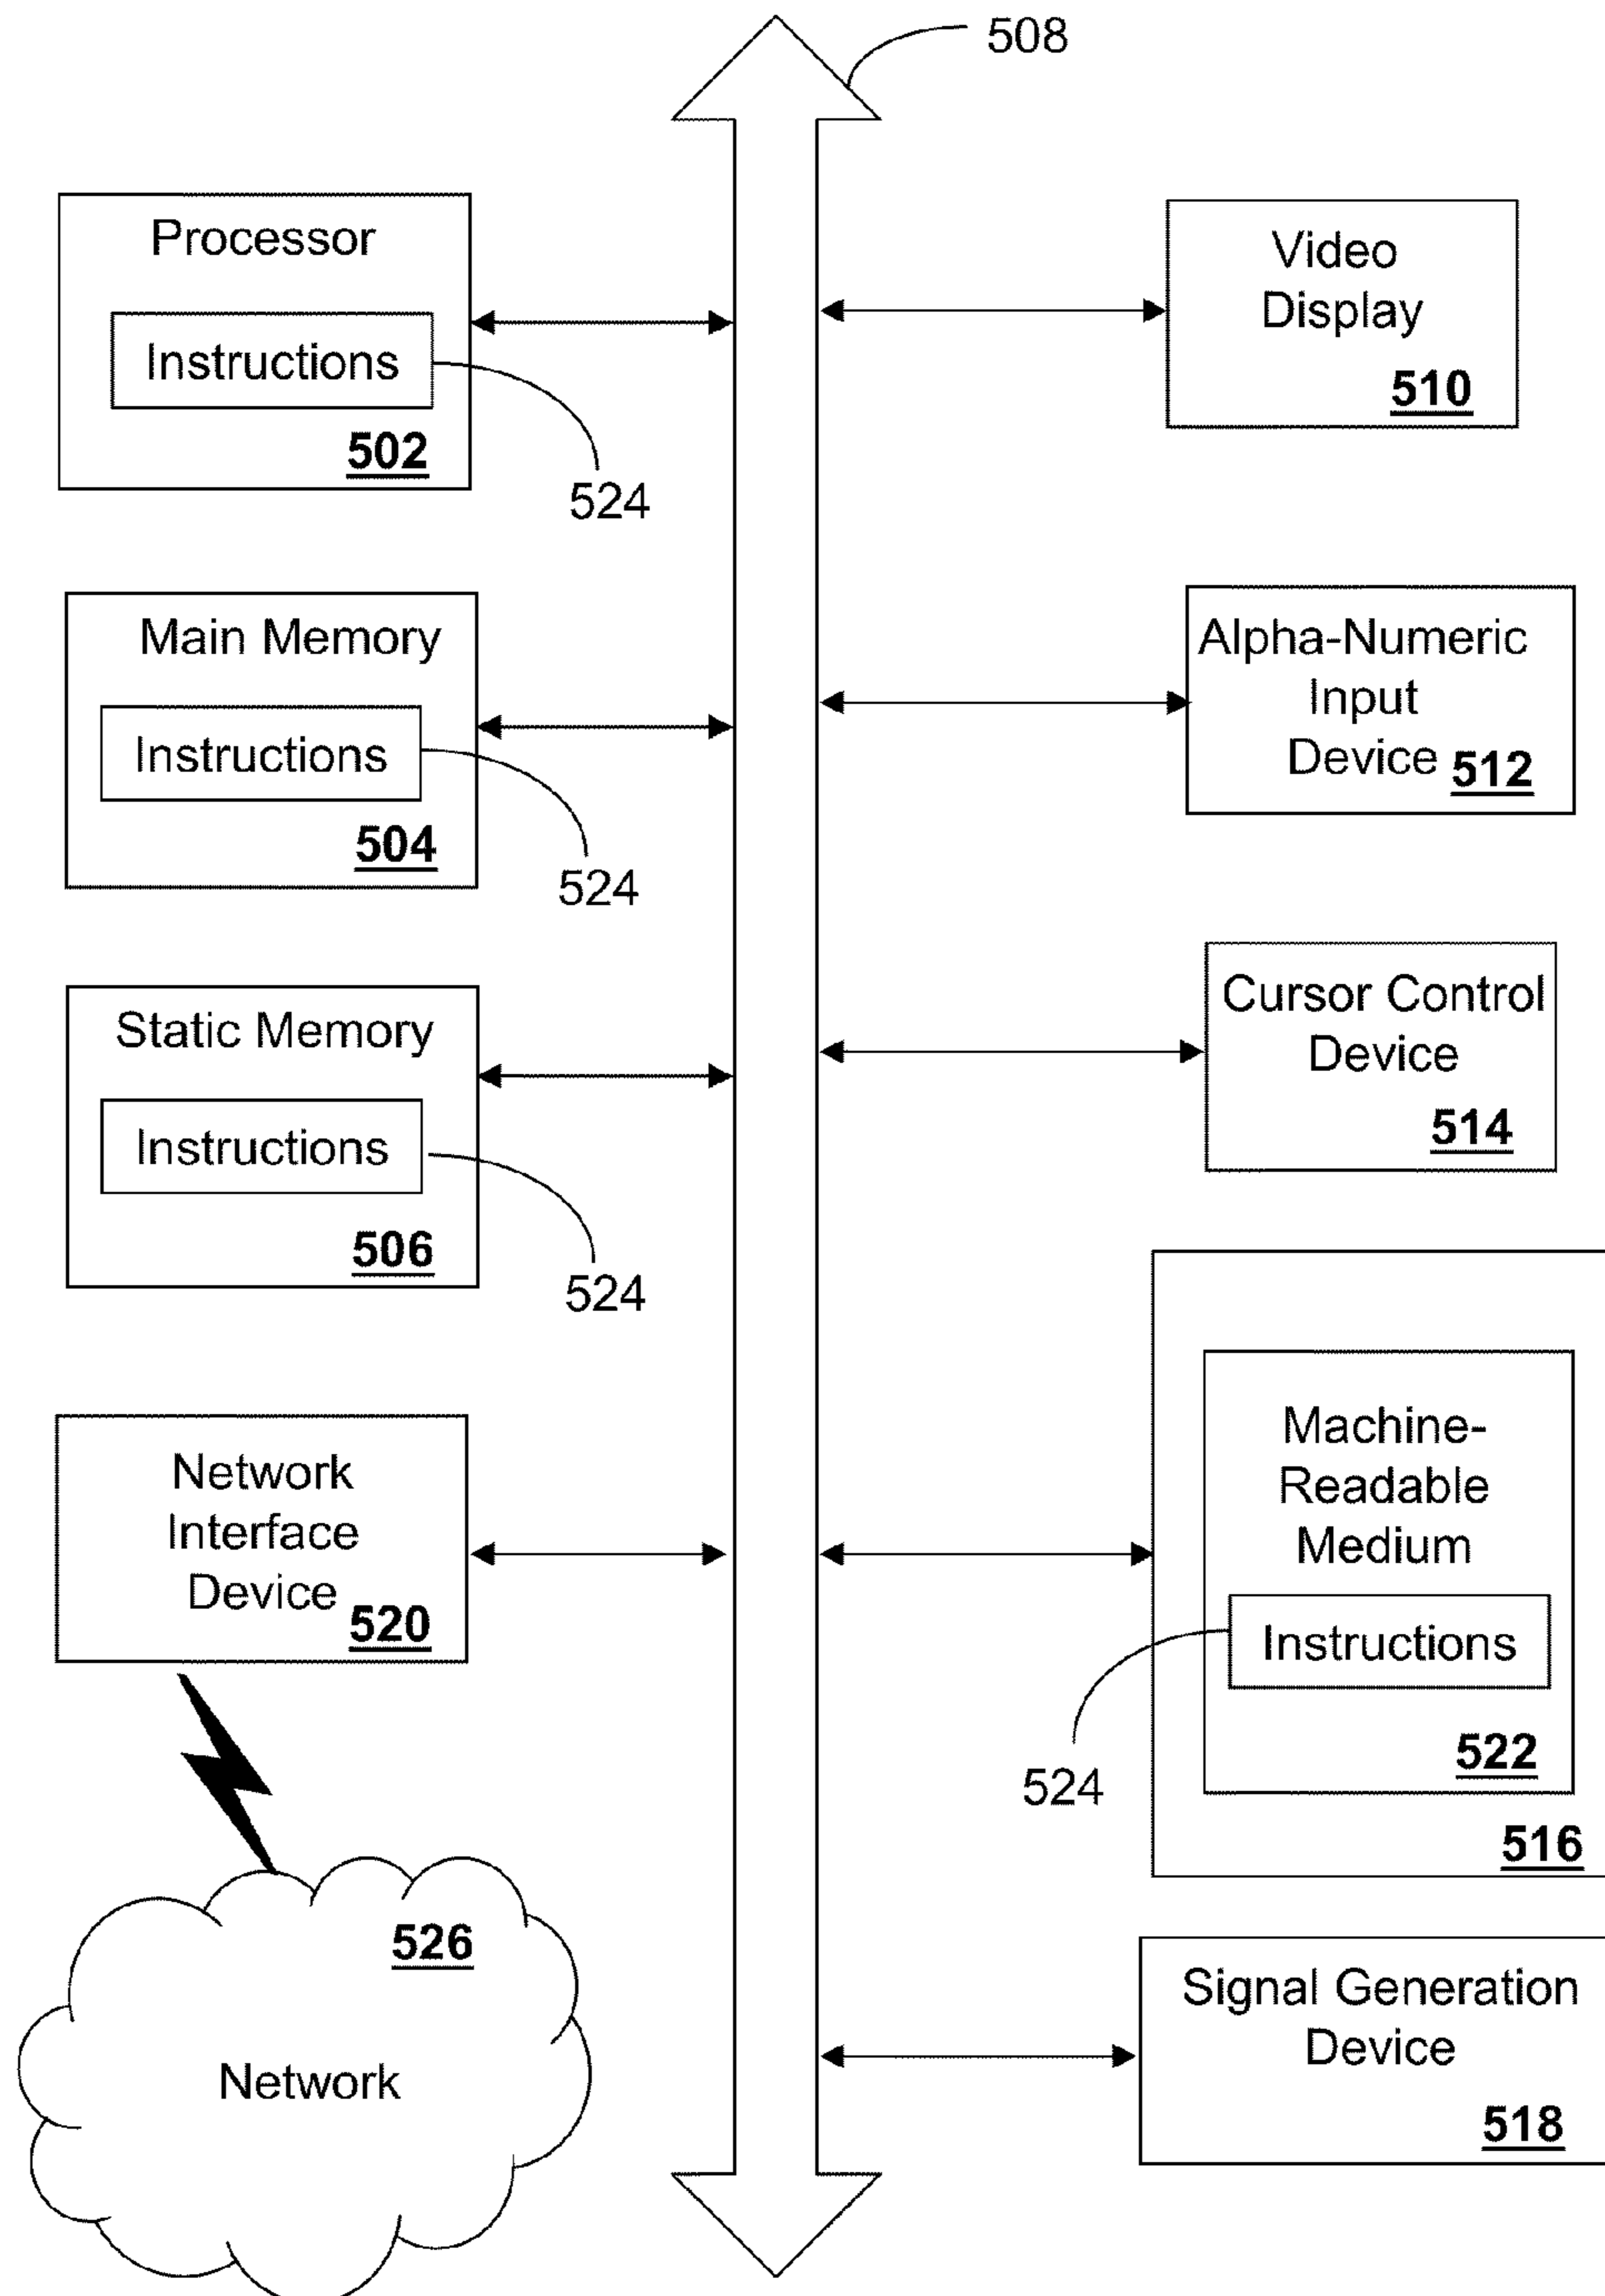 508
Processor
Instructions
502
524
Main Memory
Instructions
504
524
Static Memory
Instructions
506
524
Network
Interface
Device
520
526
Network
Video
Display
510
Alpha-Numeric
Input
Device
512
Cursor Control
Device
514
Machine-
Readable
Medium
Instructions
522
524
516
Signal Generation
Device
518